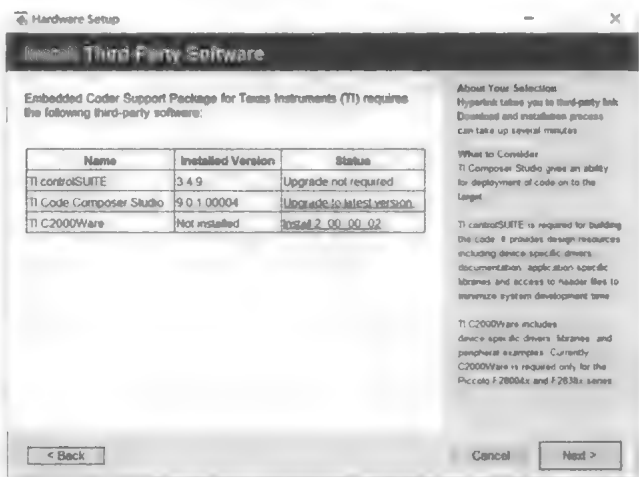 Hardware Setup
Install Third-Party Software
Embedded Coder Support Package for Texas Instruments (TI) requires
the following third-party software:
Name Installed Version Status
TI controlSUITE 3.4.9 Upgrade not required
TI Code Composer Studio 9.0.1.00004 Upgrade to latest version
TI C2000Ware Not installed Install 2_00_00_02
About Your Selection
Hyperlink takes you to third-party link
Download and installation process
can take up several minutes
What to Consider
TI Composer Studio gives an ability
for deployment of code on to the
target
TI controlSUITE is required for building
the code. It provides design resources
including device specific drivers
documentation, application specific
libraries and access to header files to
minimize system development time
TI C2000Ware includes
device specific drivers, libraries, and
peripheral examples. Currently
C2000Ware is required only for the
Piccolo F28004x and F2838x series
< Back
Cancel
Next >